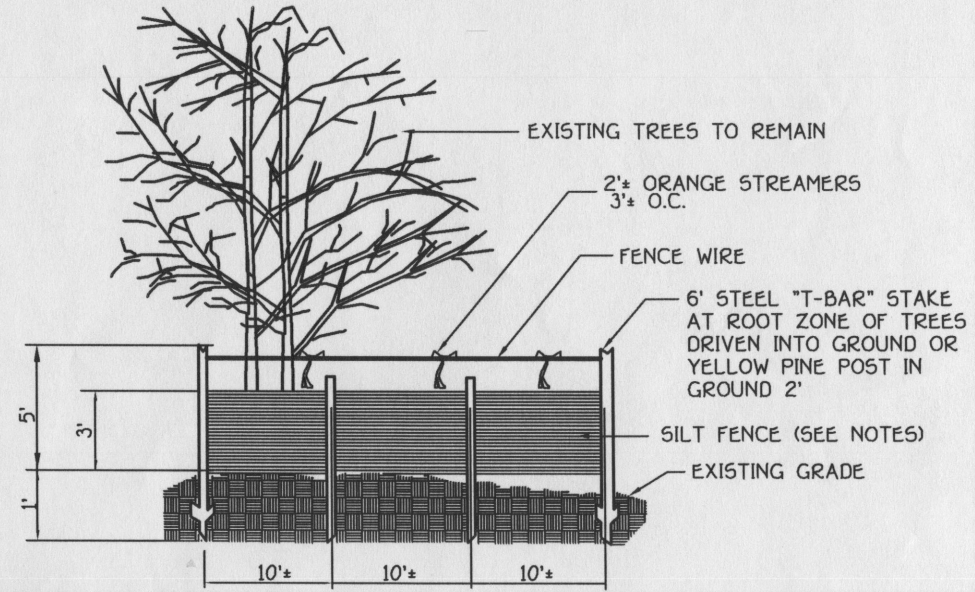 EXISTING TREES TO REMAIN
2'± ORANGE STREAMERS
3'± O.C.
FENCE WIRE
6' STEEL "T-BAR" STAKE
AT ROOT ZONE OF TREES
DRIVEN INTO GROUND OR
YELLOW PINE POST IN
GROUND 2'
SILT FENCE (SEE NOTES)
EXISTING GRADE
5'
3'
1'
10'± 10'± 10'±